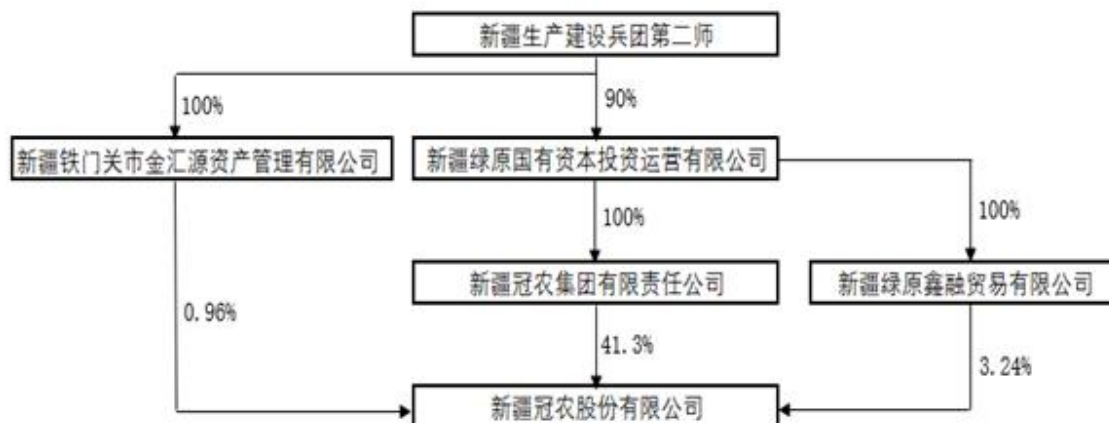 新疆生产建设兵团第二师
100%
90%
新疆铁门关市金汇源资产管理有限公司
新疆绿原国有资本投资运营有限公司
100%
100%
新疆冠农集团有限责任公司
新疆绿原鑫融贸易有限公司
0.96%
41.3%
3.24%
新疆冠农股份有限公司